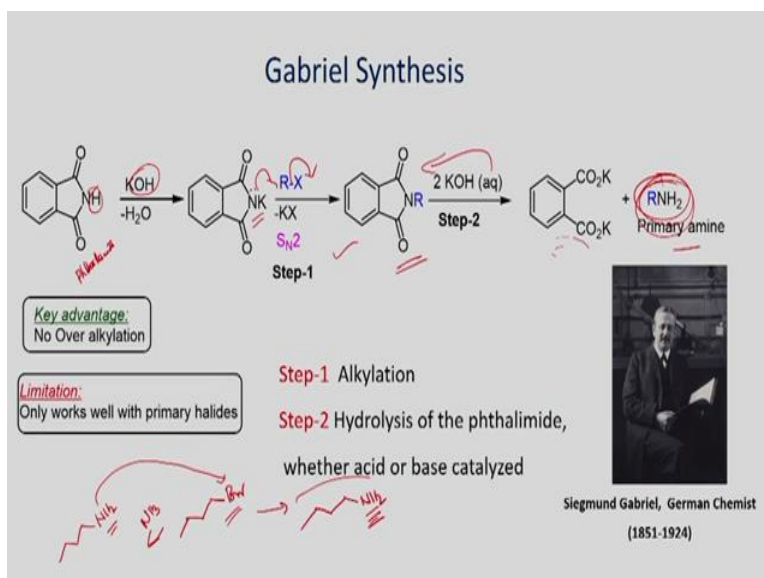 Gabriel Synthesis
O
O
O
NH
KOH
-H₂O
NK
R-X
-KX
SN2
Step-1
NR
2 KOH (aq)
Step-2
CO₂K
CO₂K
+
RNH₂
Primary amine
O
O
O
Key advantage:
No Over alkylation
Limitation:
Only works well with primary halides
Step-1 Alkylation
Step-2 Hydrolysis of the phthalimide,
whether acid or base catalyzed
NH₂
NH₃
Br
NH₂
Siegmund Gabriel, German Chemist
(1851-1924)